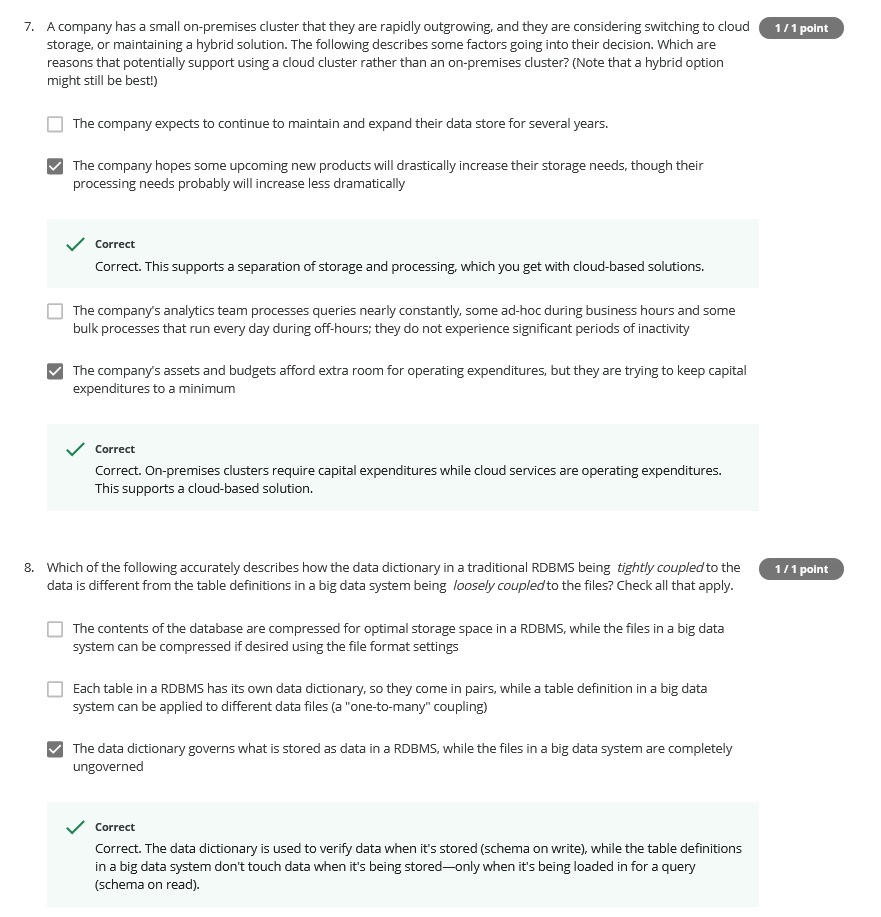 7. A company has a small on-premises cluster that they are rapidly outgrowing, and they are considering switching to cloud 1 / 1 point
storage, or maintaining a hybrid solution. The following describes some factors going into their decision. Which are
reasons that potentially support using a cloud cluster rather than an on-premises cluster? (Note that a hybrid option
might still be best!)
The company expects to continue to maintain and expand their data store for several years.
The company hopes some upcoming new products will drastically increase their storage needs, though their
processing needs probably will increase less dramatically
Correct
Correct. This supports a separation of storage and processing, which you get with cloud-based solutions.
The company's analytics team processes queries nearly constantly, some ad-hoc during business hours and some
bulk processes that run every day during off-hours; they do not experience significant periods of inactivity
The company's assets and budgets afford extra room for operating expenditures, but they are trying to keep capital
expenditures to a minimum
Correct
Correct. On-premises clusters require capital expenditures while cloud services are operating expenditures.
This supports a cloud-based solution.
8. Which of the following accurately describes how the data dictionary in a traditional RDBMS being tightly coupled to the 1 / 1 point
data is different from the table definitions in a big data system being loosely coupled to the files? Check all that apply.
The contents of the database are compressed for optimal storage space in a RDBMS, while the files in a big data
system can be compressed if desired using the file format settings
Each table in a RDBMS has its own data dictionary, so they come in pairs, while a table definition in a big data
system can be applied to different data files (a "one-to-many" coupling)
The data dictionary governs what is stored as data in a RDBMS, while the files in a big data system are completely
ungoverned
Correct
Correct. The data dictionary is used to verify data when it's stored (schema on write), while the table definitions
in a big data system don't touch data when it's being stored—only when it's being loaded in for a query
(schema on read).